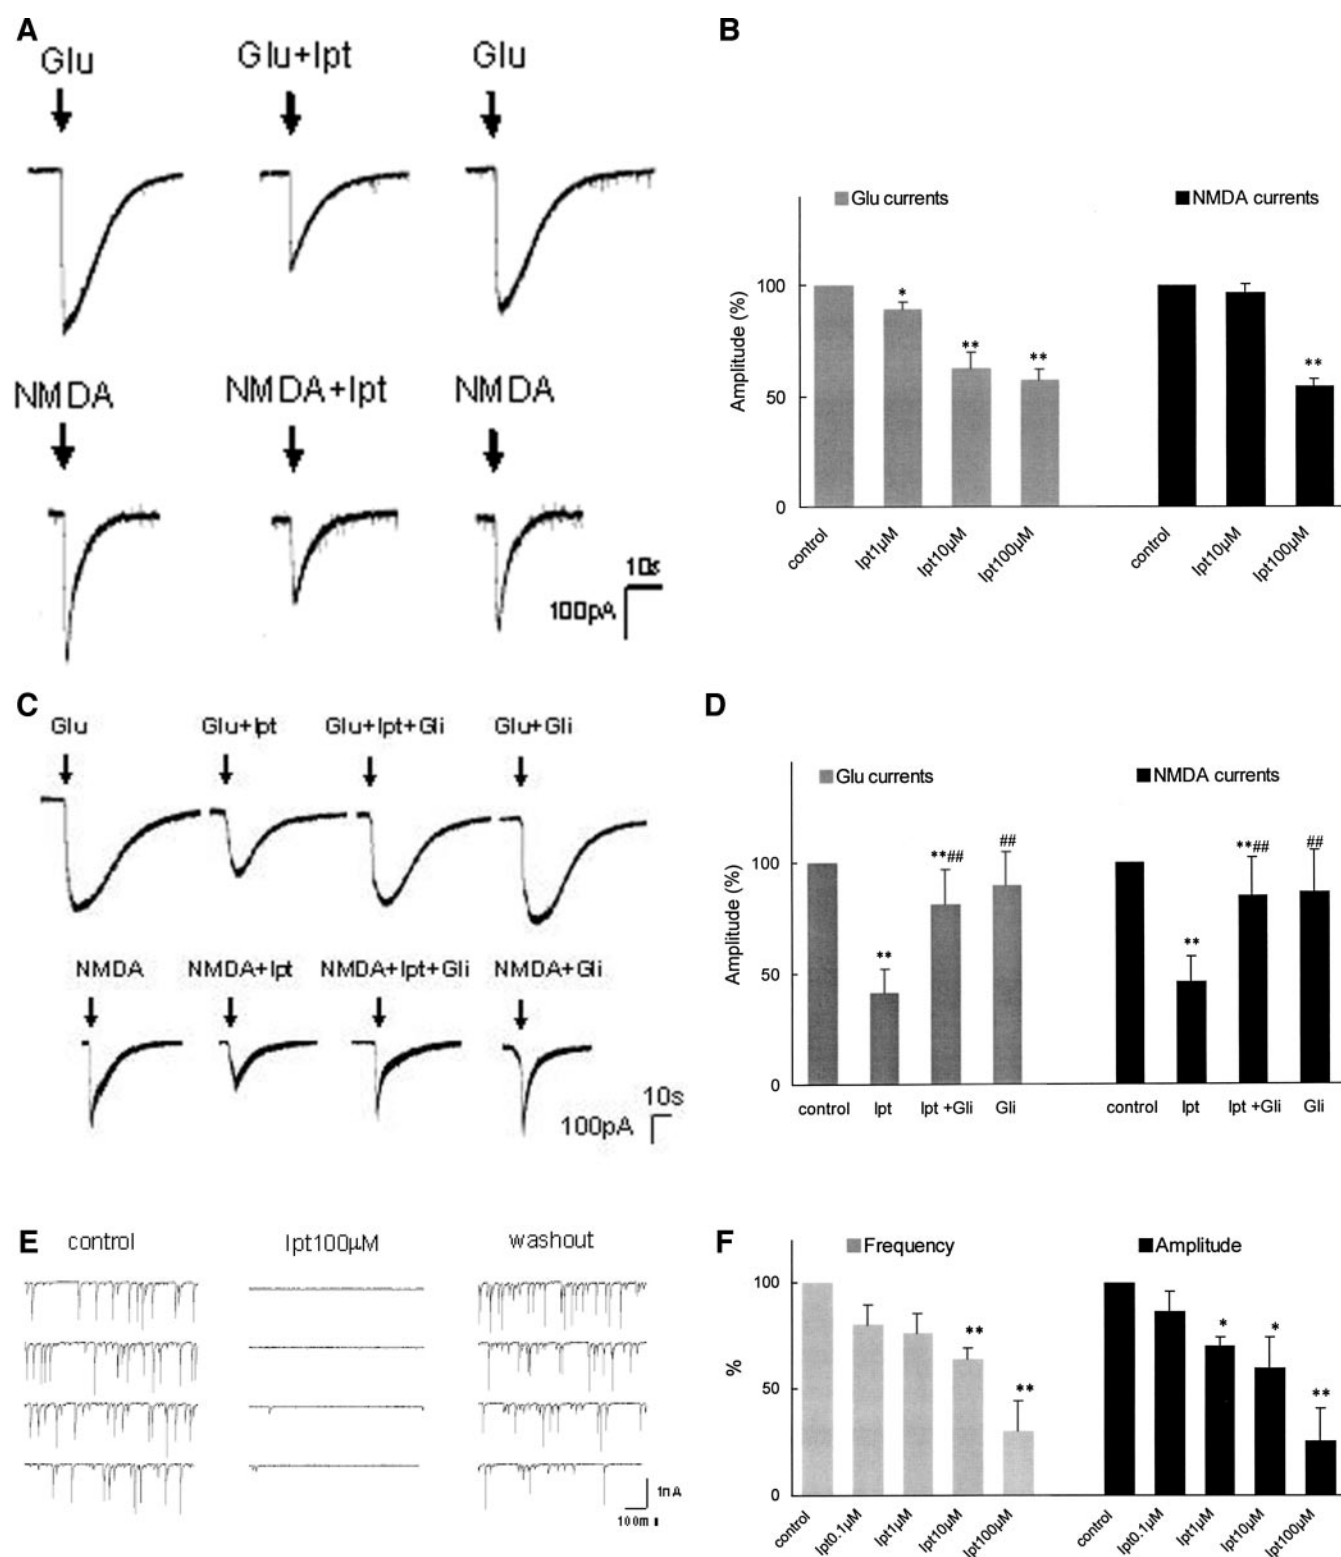 A
B
Glu Glu+Ipt Glu
NMDA NMDA+Ipt NMDA
10s
100pA
Glu currents NMDA currents
Amplitude (%)
100
50
0
* ** ** **
control Ipt1µM Ipt10µM Ipt100µM control Ipt10µM Ipt100µM
C
D
Glu Glu+Ipt Glu+Ipt+Gli Glu+Gli
NMDA NMDA+Ipt NMDA+Ipt+Gli NMDA+Gli
10s
100pA
Glu currents NMDA currents
Amplitude (%)
100
50
0
** **## ## ** **## ##
control Ipt Ipt +Gli Gli control Ipt Ipt +Gli Gli
E
control Ipt100µM washout
1nA
F
Frequency Amplitude
%
100
50
0
** ** * * **
control Ipt0.1µM Ipt1µM Ipt10µM Ipt100µM control Ipt0.1µM Ipt1µM Ipt10µM Ipt100µM